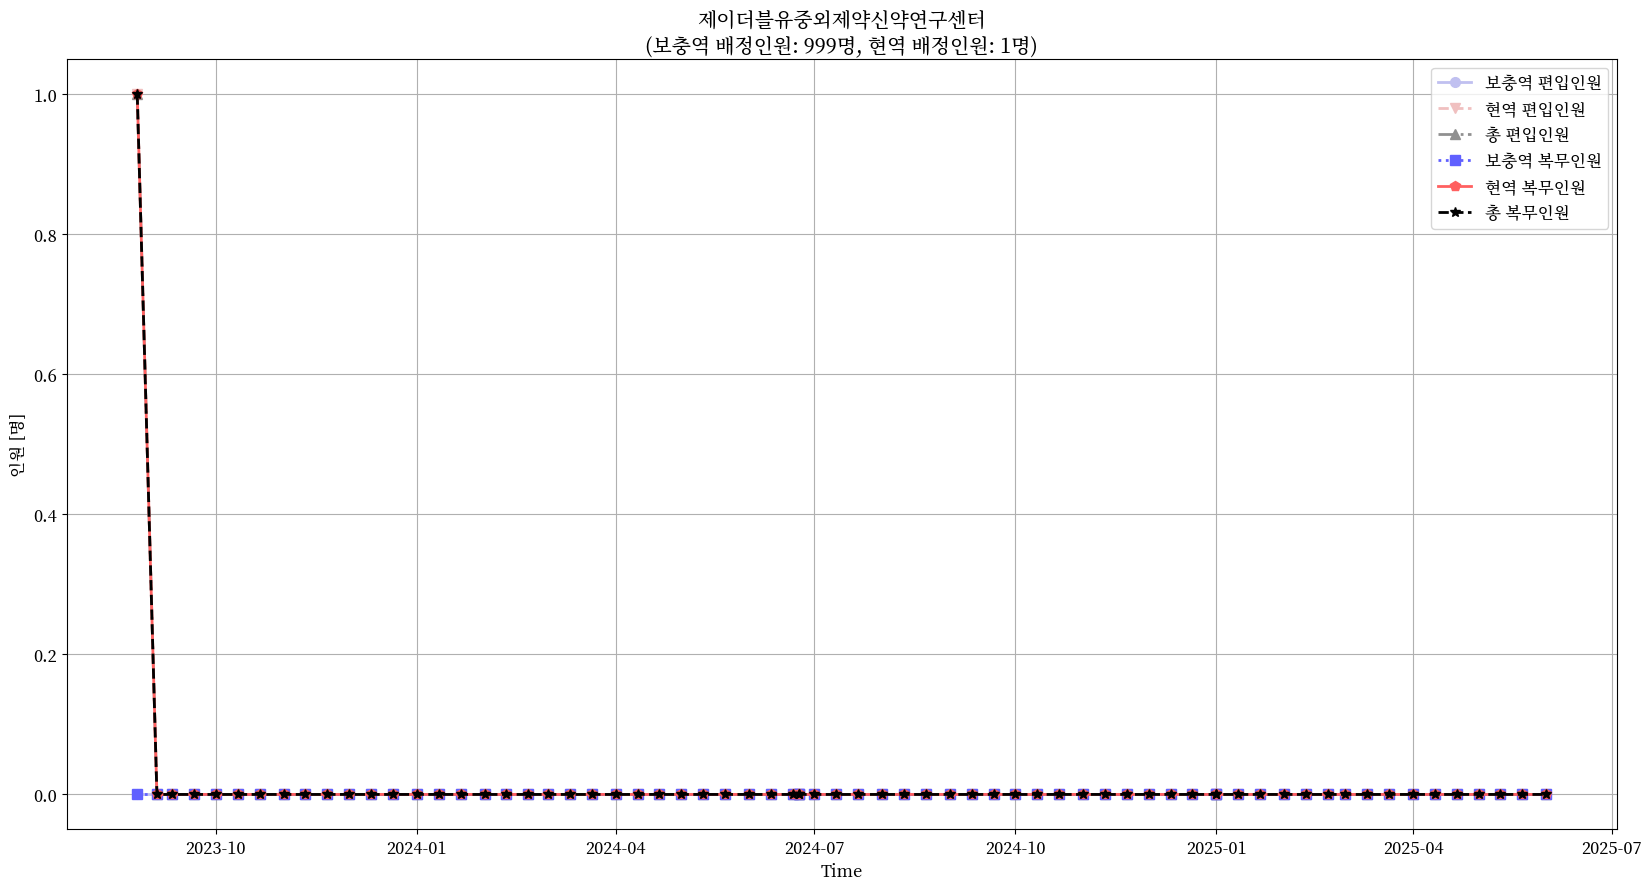 제이더블유중외제약신약연구센터
(보충역 배정인원: 999명, 현역 배정인원: 1명)
보충역 편입인원
현역 편입인원
총 편입인원
보충역 복무인원
현역 복무인원
총 복무인원
인원 [명]
1.0
0.8
0.6
0.4
0.2
0.0
2023-10
2024-01
2024-04
2024-07
2024-10
2025-01
2025-04
2025-07
Time